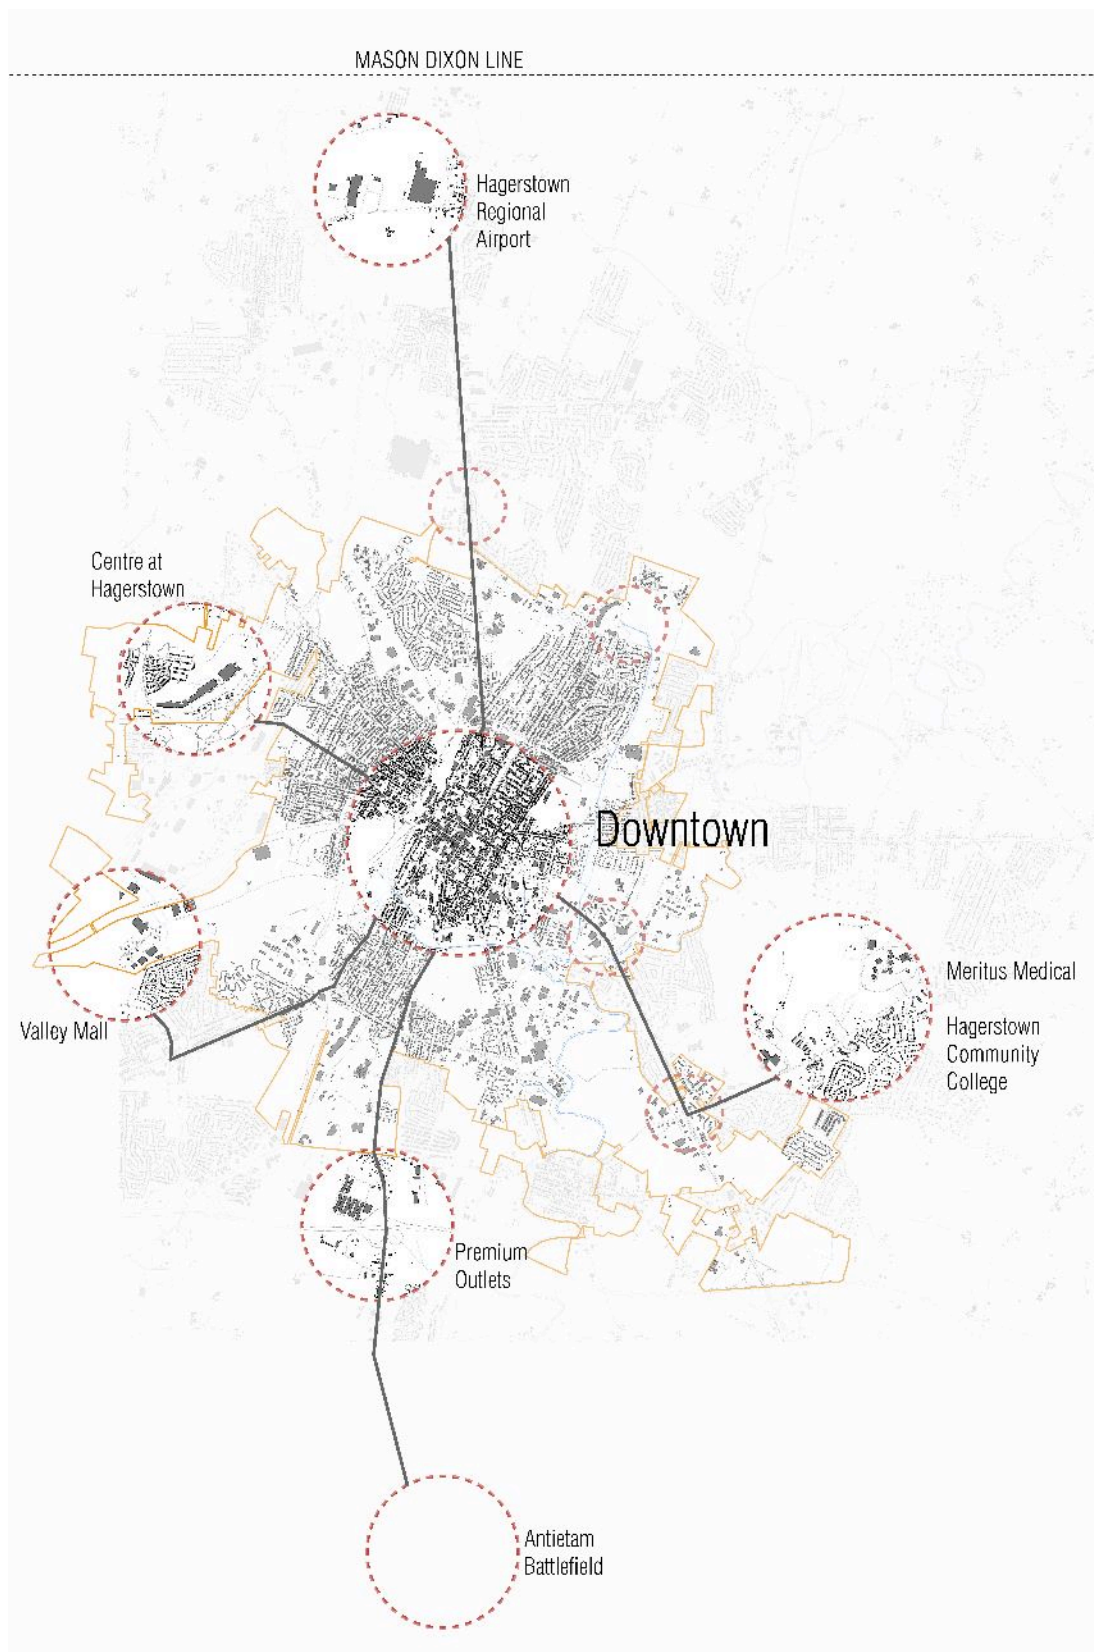 MASON DIXON LINE
Hagerstown
Regional
Airport
Centre at
Hagerstown
Downtown
Meritus Medical
Hagerstown
Community
College
Valley Mall
Premium
Outlets
Antietam
Battlefield